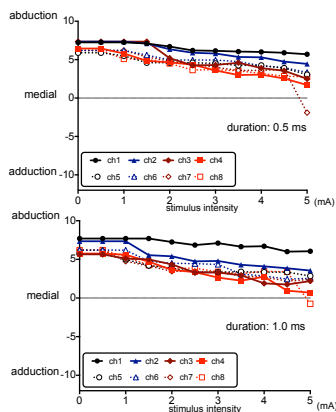 abduction
10
5
medial
0
-5
duration: 0.5 ms
adduction
-10
ch1 ch2 ch3 ch4
ch5 ch6 ch7 ch8
0 1 2 3 4 5 (mA)
stimulus intensity
abduction
10
5
medial
0
-5
duration: 1.0 ms
adduction
-10
ch1 ch2 ch3 ch4
ch5 ch6 ch7 ch8
0 1 2 3 4 5 (mA)
stimulus intensity